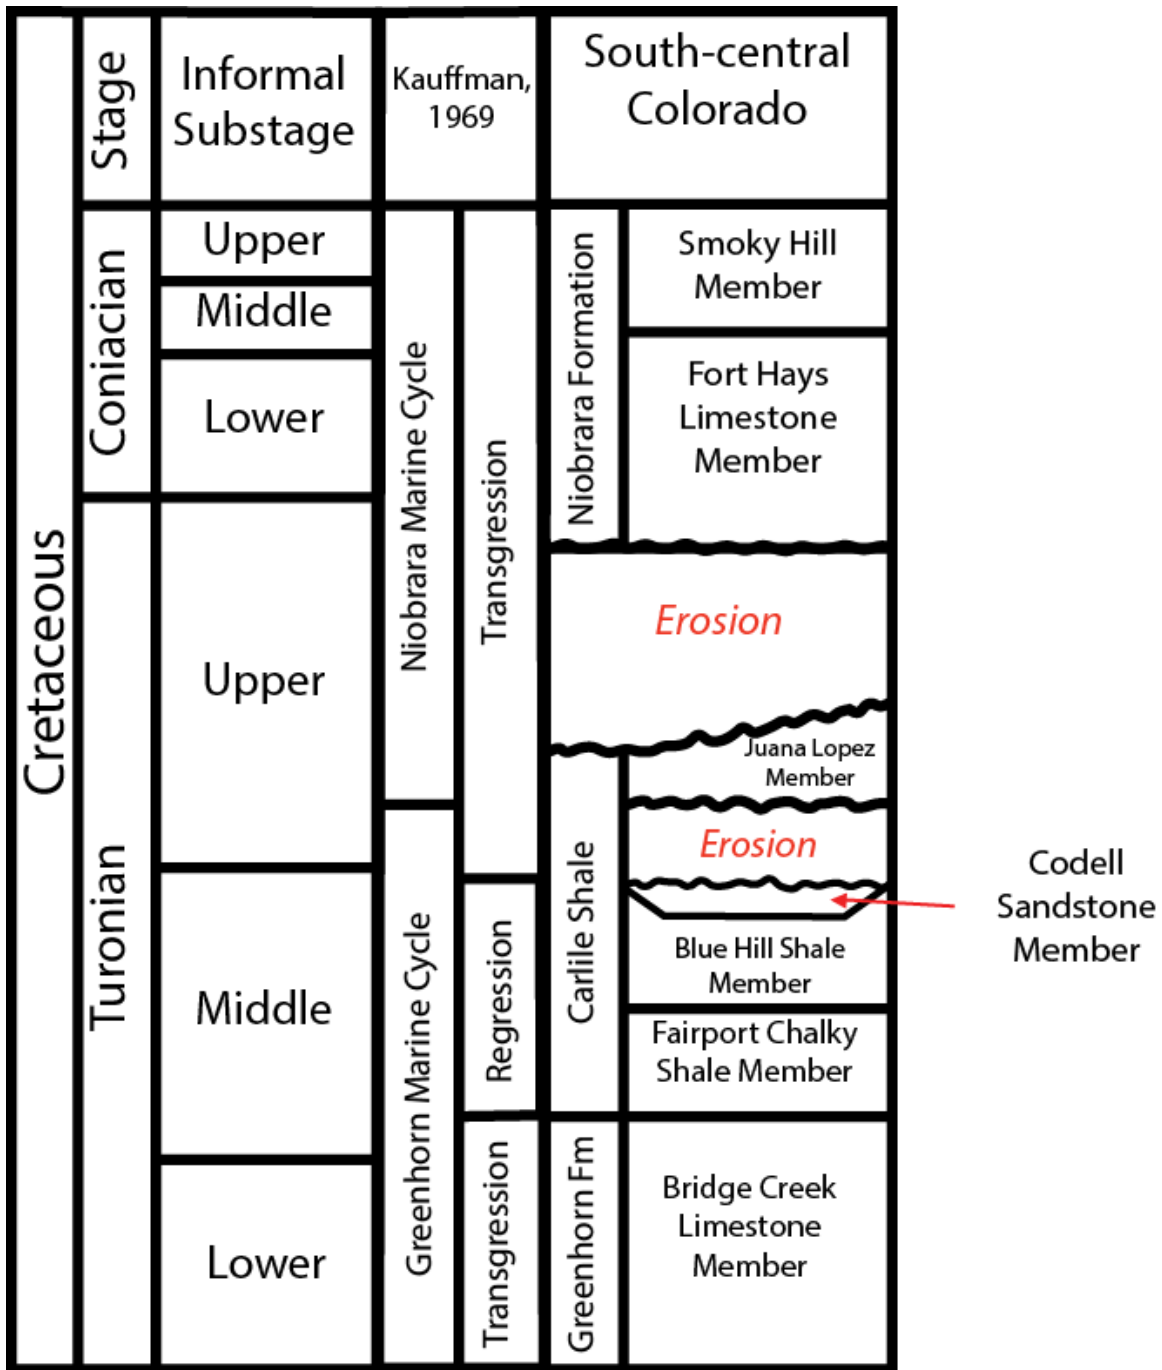 Stage
Informal
Substage
Kauffman,
1969
South-central
Colorado
Cretaceous
Coniacian
Upper
Middle
Lower
Turonian
Upper
Middle
Lower
Niobrara Marine Cycle
Greenhorn Marine Cycle
Transgression
Regression
Transgression
Niobrara Formation
Smoky Hill
Member
Fort Hays
Limestone
Member
Erosion
Carlile Shale
Juana Lopez
Member
Erosion
Codell
Sandstone
Member
Blue Hill Shale
Member
Fairport Chalky
Shale Member
Greenhorn Fm
Bridge Creek
Limestone
Member